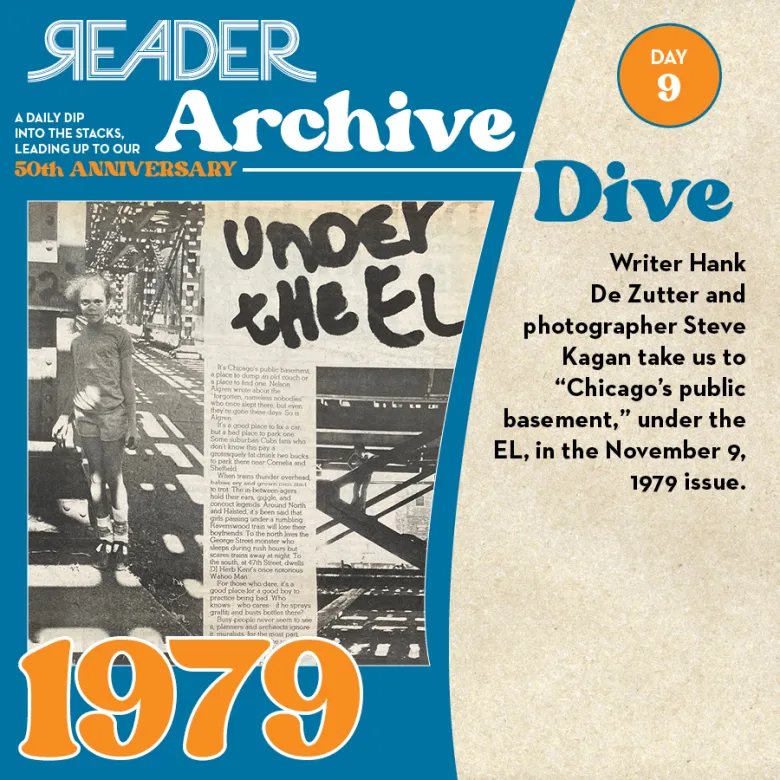 READER
A DAILY DIP
INTO THE STACKS,
LEADING UP TO OUR
50th ANNIVERSARY
Archive
Dive
DAY
9
UNDER
tHE EL
It's Chicago's public basement,
a place to dump an old couch or
a place to find one. Nelson
Algren wrote about the
"forgotten, nameless nobodies"
who once slept there, but even
they're gone these days. So is
Algren.
It's a good place to fix a car,
but a bad place to park one.
Some suburban Cubs fans who
don't know this pay a
grotesquely fat drunk two bucks
to park there near Cornelia and
Sheffield.
When trains thunder overhead,
babies cry and grown men start
to trot. The in-between-agers
hold their ears, giggle, and
concoct legends. Around North
and Halsted, it's been said that
girls passing under a rumbling
Ravenswood train will lose their
boyfriends. To the north lives the
George Street monster who
sleeps during rush hours but
scares trains away at night. To
the south, at 47th Street, dwells
DJ Herb Kent's once notorious
Wahoo Man.
For those who dare, it's a
good place for a good boy to
practice being bad. Who
knows—who cares—if he sprays
graffiti and busts bottles there?
Busy people never seem to see
it, planners and architects ignore
it, muralists, for the most part,
Writer Hank
De Zutter and
photographer Steve
Kagan take us to
“Chicago’s public
basement,” under the
EL, in the November 9,
1979 issue.
1979